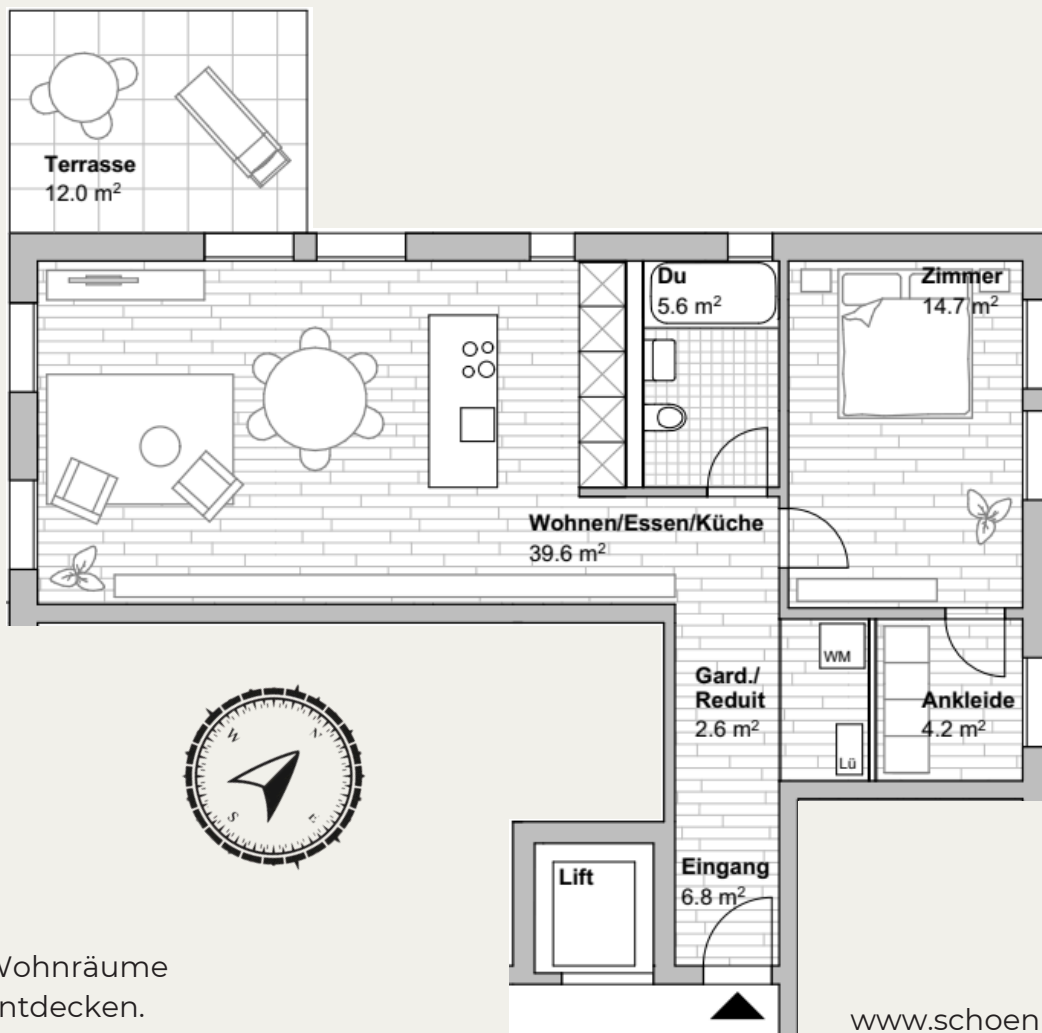 Terrasse
12.0 m²
Du
5.6 m²
Zimmer
14.7 m²
Wohnen/Essen/Küche
39.6 m²
WM
Gard./
Reduit
2.6 m²
Ankleide
4.2 m²
Lü
W
N
S
E
Lift
Eingang
6.8 m²
Wohnräume
ntdecken.
www.schoen